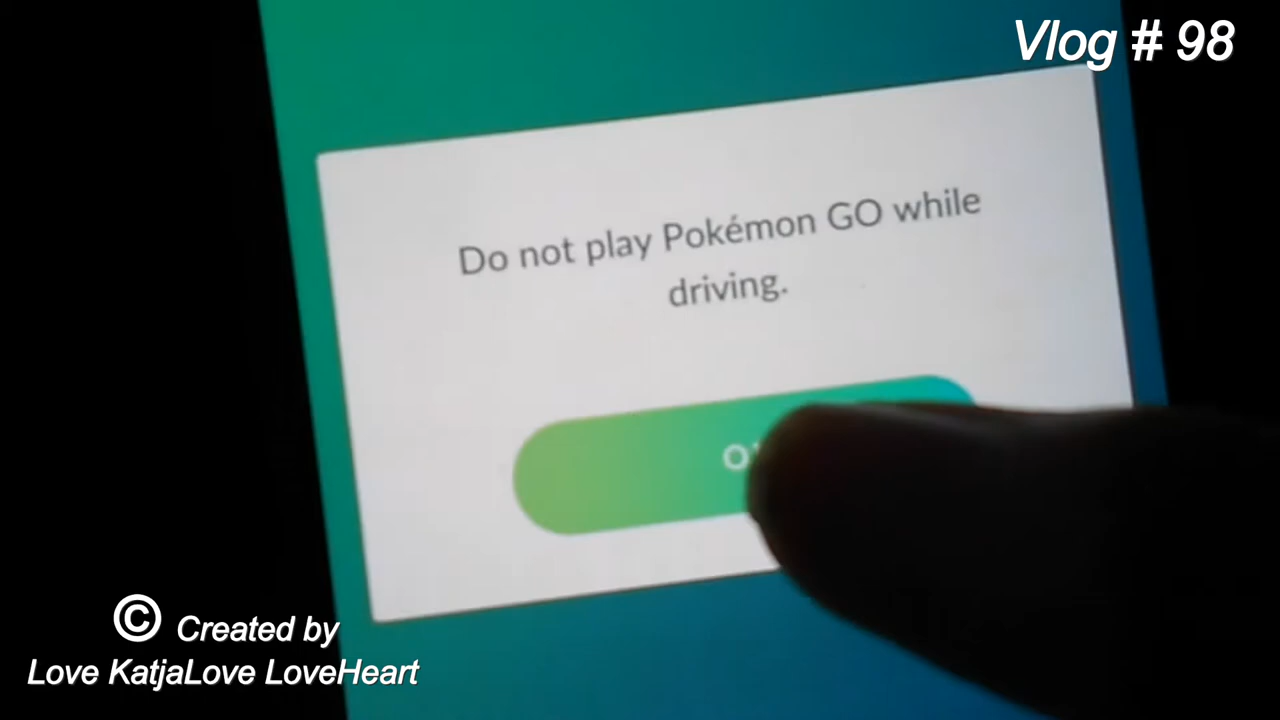 Vlog # 98
Do not play Pokémon GO while
driving.
© Created by
Love KatjaLove LoveHeart